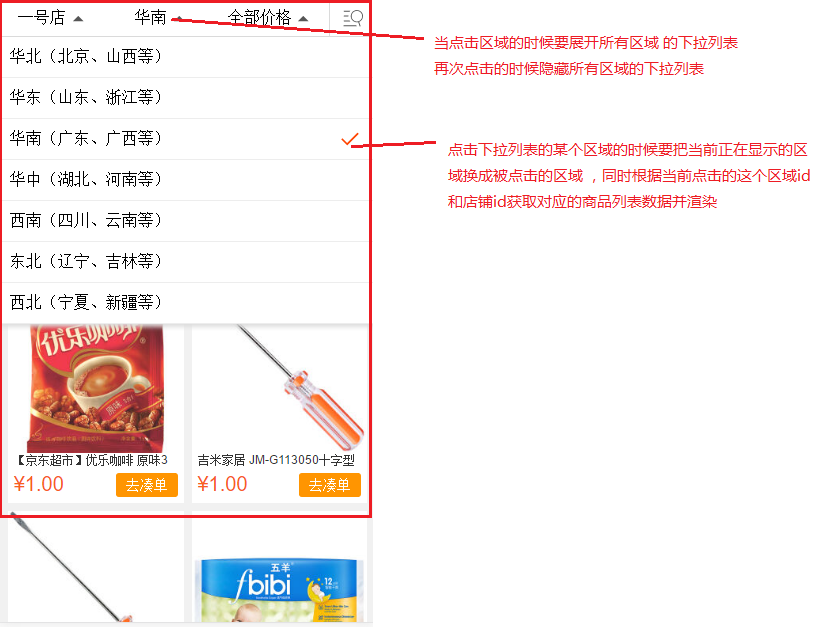 一号店
华南
全部价格
当点击区域的时候要展开所有区域 的下拉列表
再次点击的时候隐藏所有区域的下拉列表
华北（北京、山西等）
华东（山东、浙江等）
华南（广东、广西等）
点击下拉列表的某个区域的时候要把当前正在显示的区
域换成被点击的区域 ，同时根据当前点击的这个区域id
和店铺id获取对应的商品列表数据并渲染
华中（湖北、河南等）
西南（四川、云南等）
东北（辽宁、吉林等）
西北（宁夏、新疆等）
优乐咖啡
原味
【京东超市】优乐咖啡 原味3
吉米家居 JM-G113050十字型
¥1.00
去凑单
¥1.00
去凑单
五羊
fbibi
12